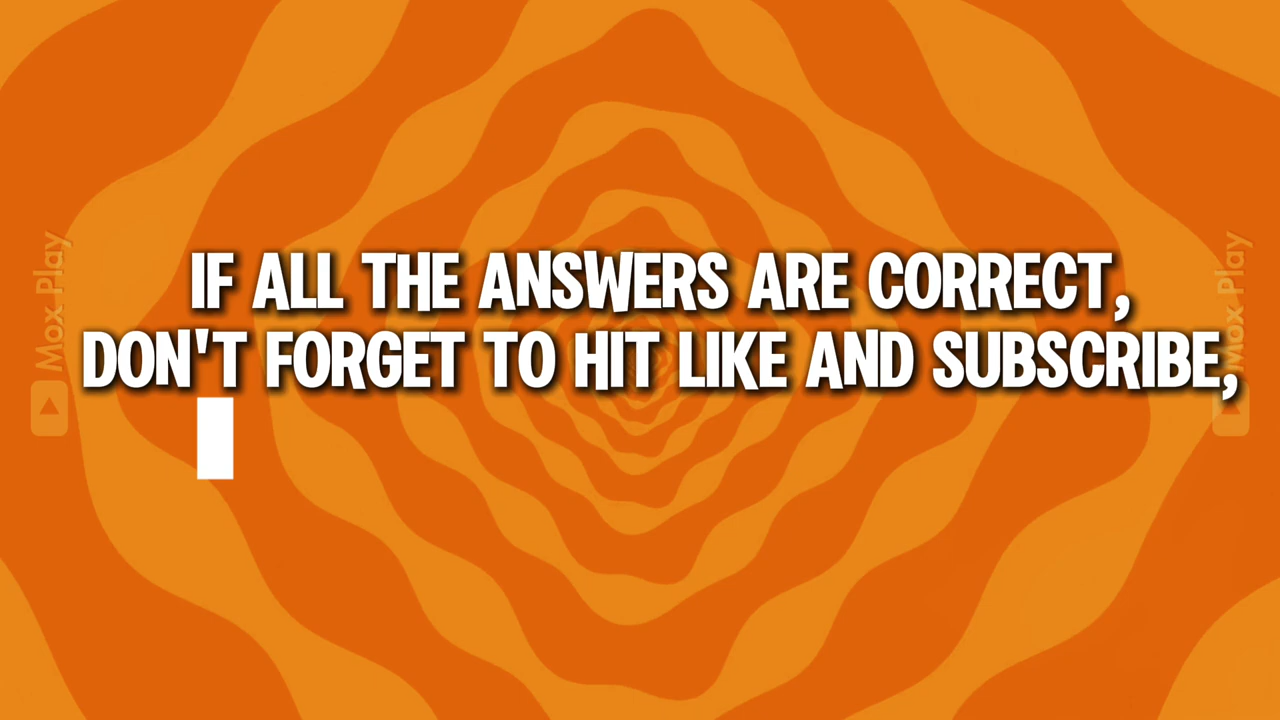 IF ALL THE ANSWERS ARE CORRECT,
DON'T FORGET TO HIT LIKE AND SUBSCRIBE,
Mox Play
Mox Play